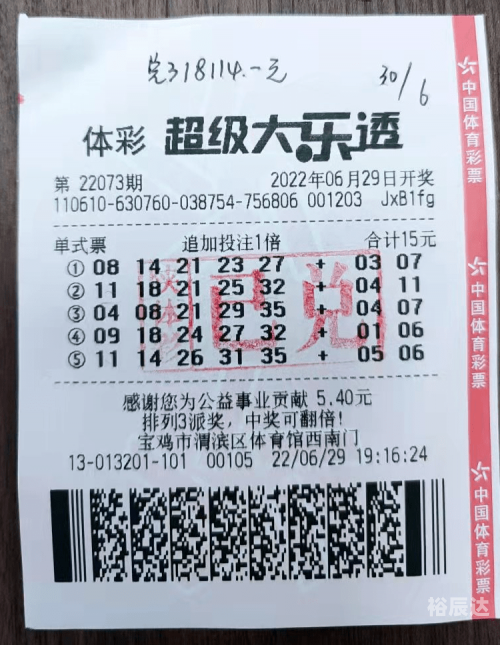 兑318114.一元
30/6
体彩 超级大乐透
第 22073期 2022年06月29日开奖
110610-630760-038754-756806 001203 JxB1fg
单式票 追加投注1倍 合计15元
① 08 14 21 23 27 + 03 07
② 11 18 21 25 32 + 04 11
③ 04 08 21 29 35 + 04 07
④ 09 18 24 27 32 + 01 06
⑤ 11 14 26 31 35 + 05 06
陕体彩 已兑
感谢您为公益事业贡献 5.40元
排列3派奖，中奖可翻倍！
宝鸡市渭滨区体育馆西南门
13-013201-101 00105 22/06/29 19:16:24
中国体育彩票
中国体育彩票
中国体育彩票
裕辰达